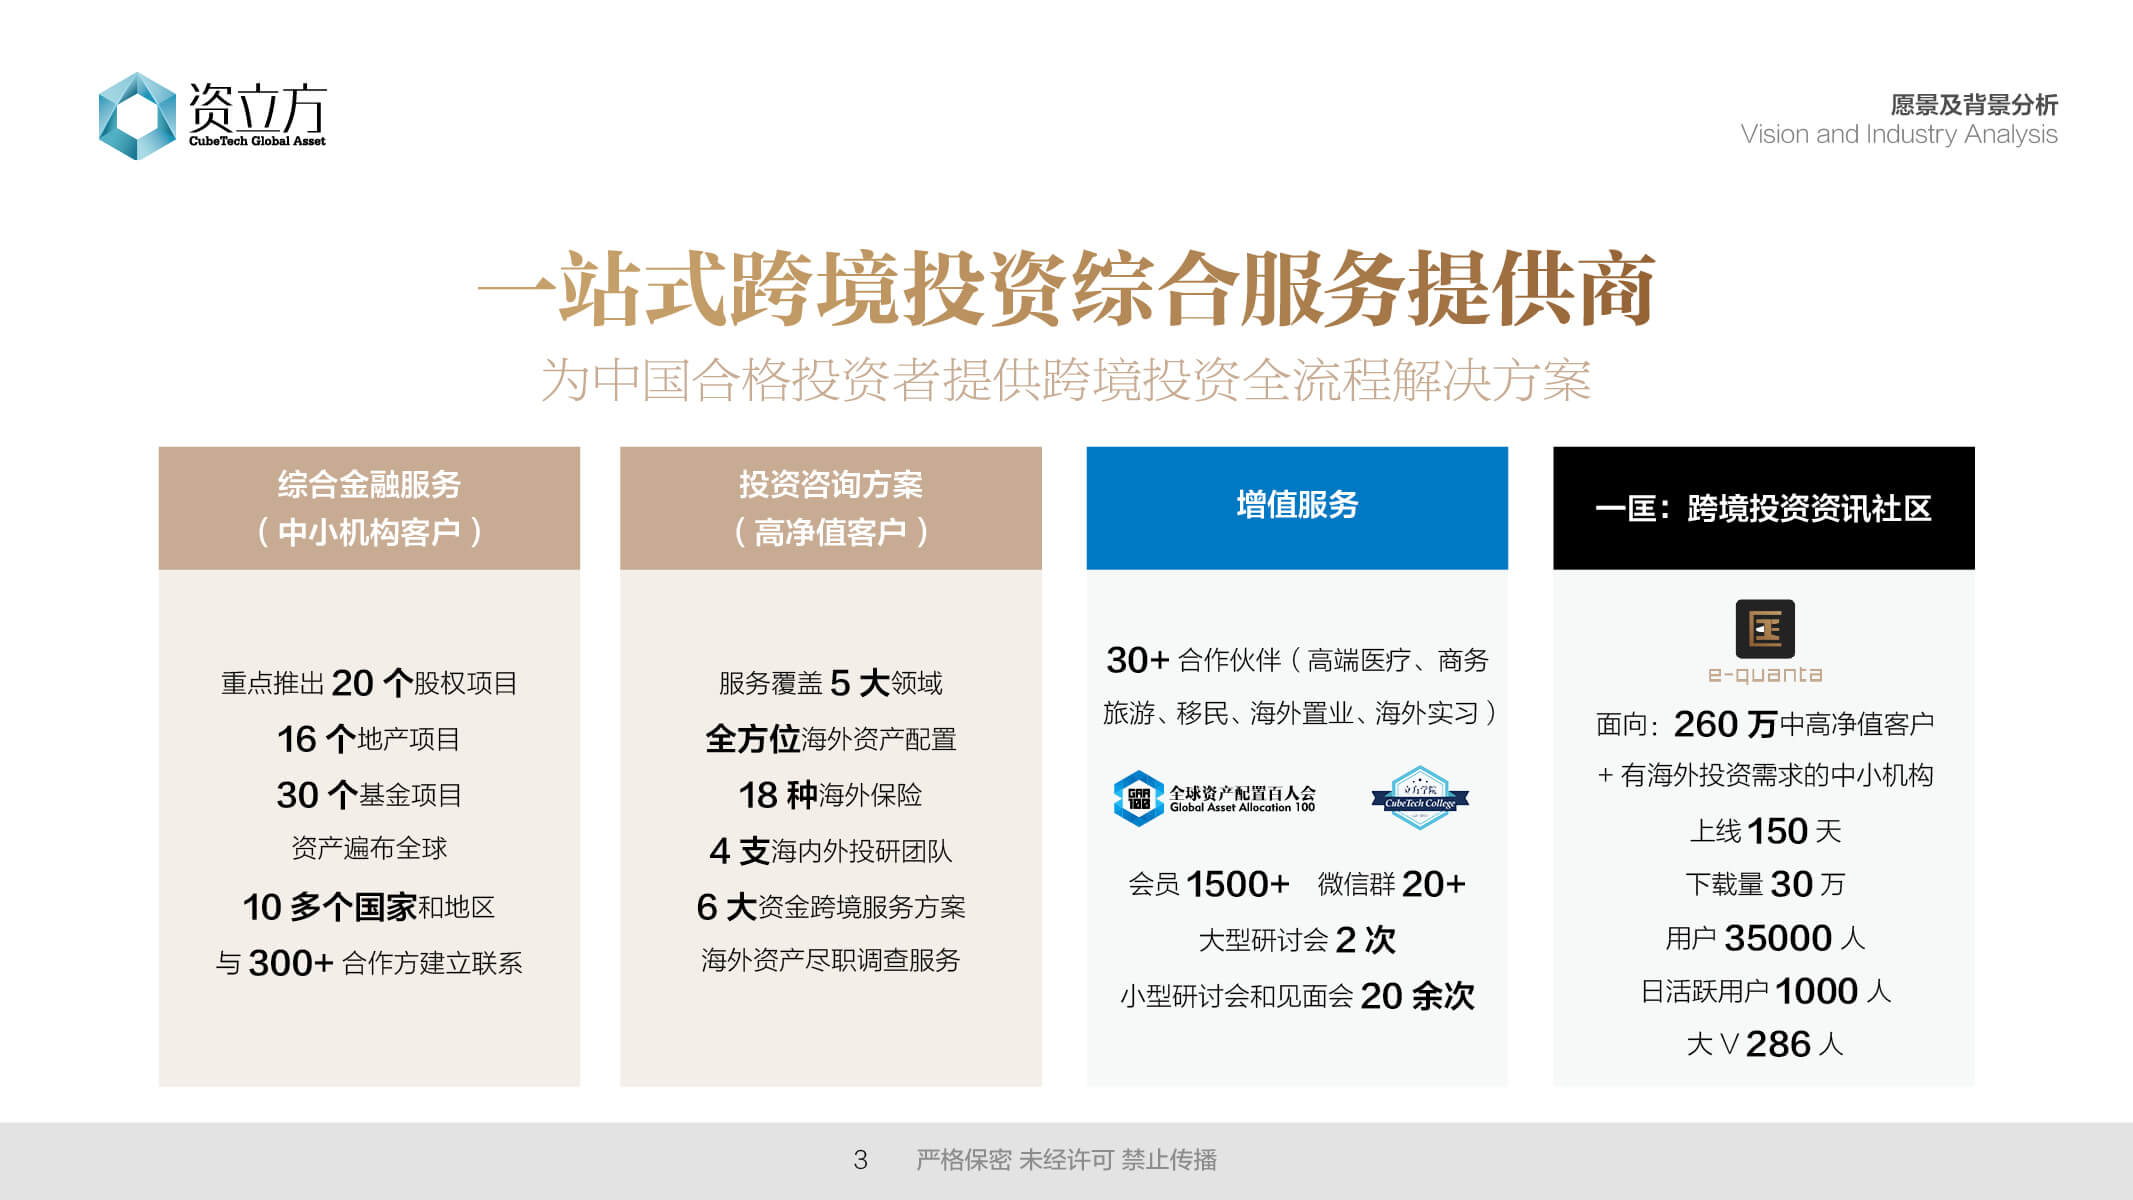 资立方
CubeTech Global Asset
愿景及背景分析
Vision and Industry Analysis
一站式跨境投资综合服务提供商
为中国合格投资者提供跨境投资全流程解决方案
综合金融服务
（中小机构客户）
重点推出 20 个股权项目
16 个地产项目
30 个基金项目
资产遍布全球
10 多个国家和地区
与 300+ 合作方建立联系
投资咨询方案
（高净值客户）
服务覆盖 5 大领域
全方位海外资产配置
18 种海外保险
4 支海内外投研团队
6 大资金跨境服务方案
海外资产尽职调查服务
增值服务
30+ 合作伙伴（高端医疗、商务
旅游、移民、海外置业、海外实习）
GAA
100
全球资产配置百人会
Global Asset Allocation 100
立方学院
CubeTech College
会员 1500+ 微信群 20+
大型研讨会 2 次
小型研讨会和见面会 20 余次
一匡：跨境投资资讯社区
e-quanta
面向：260 万中高净值客户
+ 有海外投资需求的中小机构
上线 150 天
下载量 30 万
用户 35000 人
日活跃用户 1000 人
大 V 286 人
3 严格保密 未经许可 禁止传播